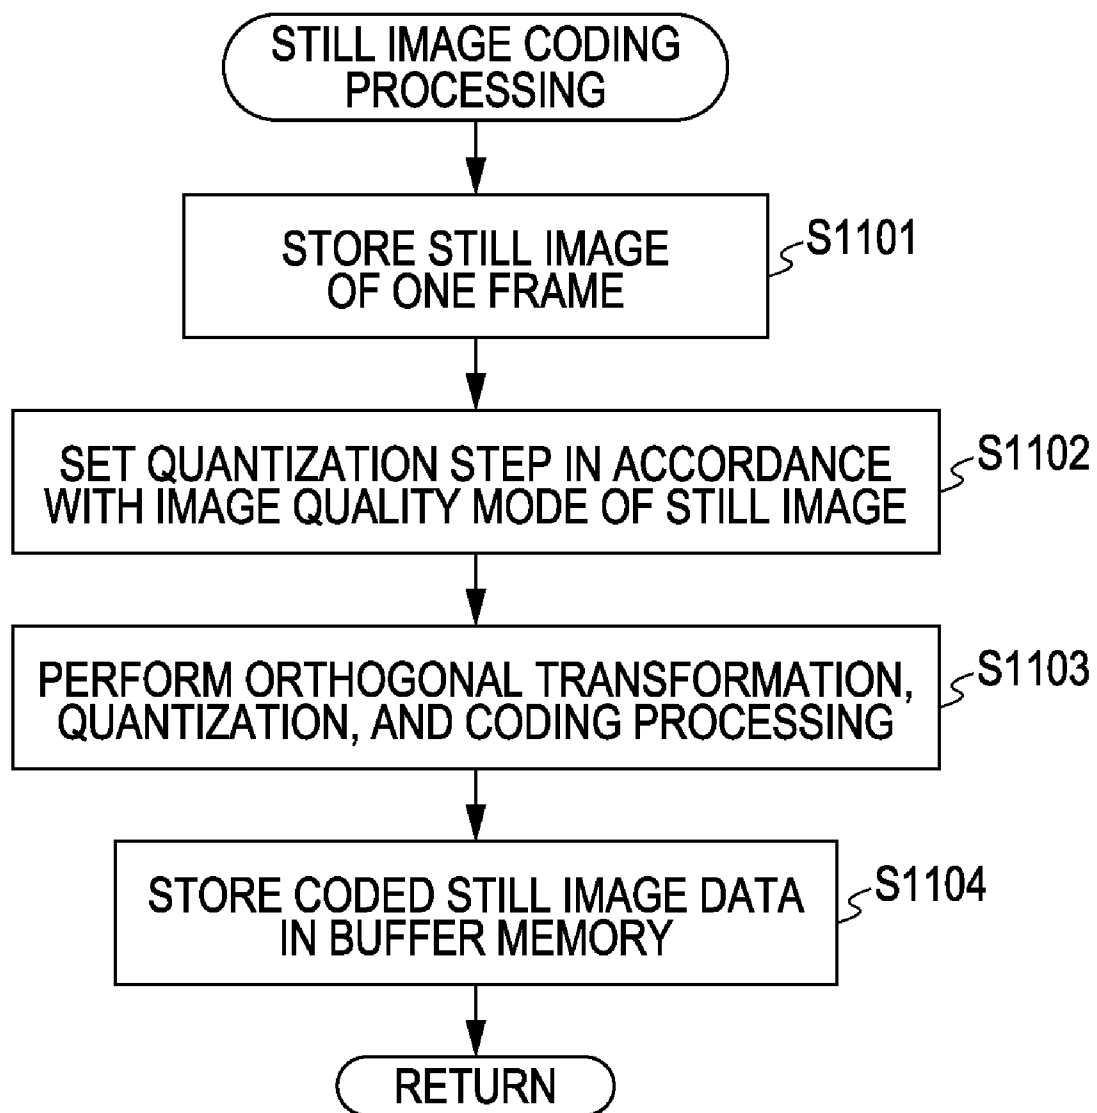 STILL IMAGE CODING
PROCESSING
STORE STILL IMAGE
OF ONE FRAME
S1101
SET QUANTIZATION STEP IN ACCORDANCE
WITH IMAGE QUALITY MODE OF STILL IMAGE
S1102
PERFORM ORTHOGONAL TRANSFORMATION,
QUANTIZATION, AND CODING PROCESSING
S1103
STORE CODED STILL IMAGE DATA
IN BUFFER MEMORY
S1104
RETURN